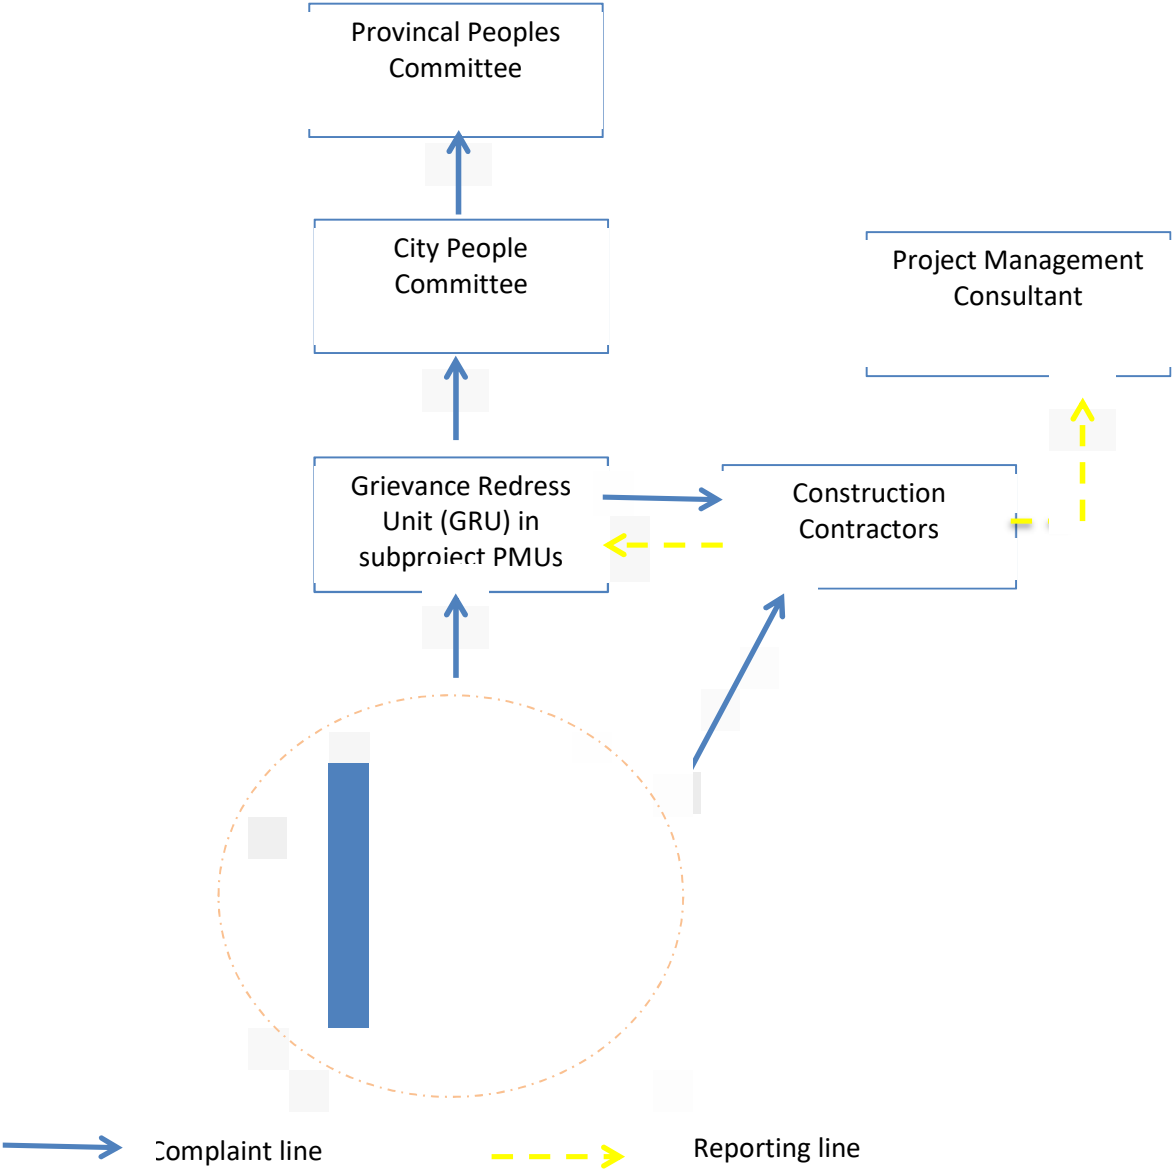 Provincal Peoples
Committee
City People
Committee
Project Management
Consultant
Grievance Redress
Unit (GRU) in
subproject PMUs
Construction
Contractors
Complaint line
Reporting line